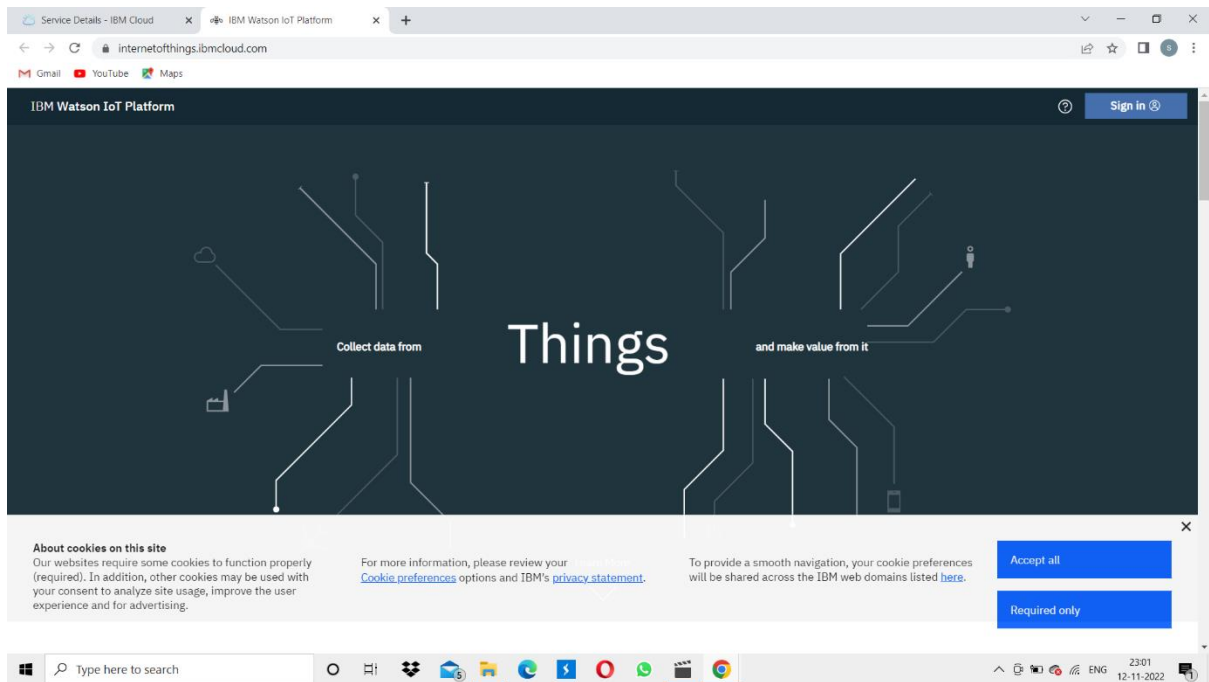 Service Details - IBM Cloud
IBM Watson IoT Platform
internetofthings.ibmcloud.com
S
Gmail
YouTube
Maps
IBM Watson IoT Platform
Sign in
Collect data from
Things
and make value from it
About cookies on this site
Our websites require some cookies to function properly
(required). In addition, other cookies may be used with
your consent to analyze site usage, improve the user
experience and for advertising.
For more information, please review your
Cookie preferences options and IBM's privacy statement.
To provide a smooth navigation, your cookie preferences
will be shared across the IBM web domains listed here.
Accept all
Required only
Type here to search
5
ENG
23:01
12-11-2022
1